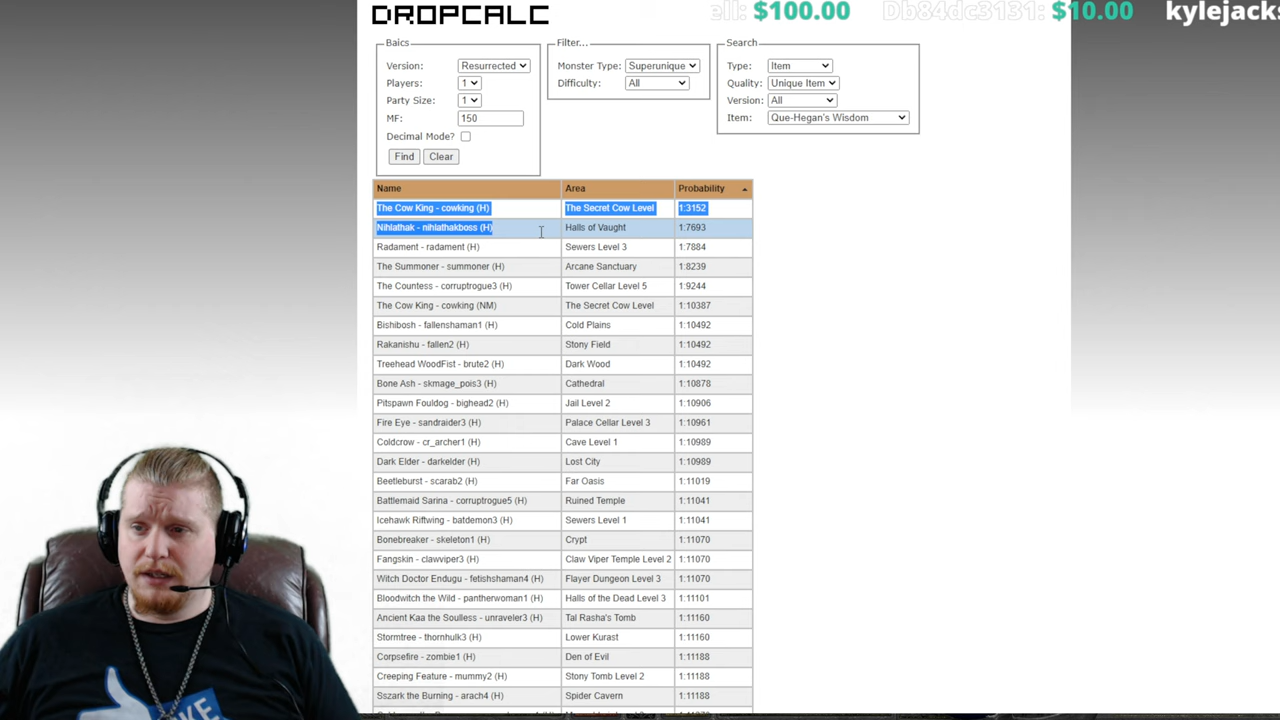 DROPCALC
ell: $100.00 Db84dc3131: $10.00 kylejacks
Baics
Version: Resurrected
Players: 1
Party Size: 1
MF: 150
Decimal Mode?
Find Clear
Filter...
Monster Type: Superunique
Difficulty: All
Search
Type: Item
Quality: Unique Item
Version: All
Item: Que-Hegan's Wisdom
Name Area Probability
The Cow King - cowking (H) The Secret Cow Level 1:3152
Nihlathak - nihlathakboss (H) Halls of Vaught 1:7693
Radament - radament (H) Sewers Level 3 1:7884
The Summoner - summoner (H) Arcane Sanctuary 1:8239
The Countess - corruptrogue3 (H) Tower Cellar Level 5 1:9244
The Cow King - cowking (NM) The Secret Cow Level 1:10387
Bishibosh - fallenshaman1 (H) Cold Plains 1:10492
Rakanishu - fallen2 (H) Stony Field 1:10492
Treehead WoodFist - brute2 (H) Dark Wood 1:10492
Bone Ash - skmage_pois3 (H) Cathedral 1:10878
Pitspawn Fouldog - bighead2 (H) Jail Level 2 1:10906
Fire Eye - sandraider3 (H) Palace Cellar Level 3 1:10961
Coldcrow - cr_archer1 (H) Cave Level 1 1:10989
Dark Elder - darkelder (H) Lost City 1:10989
Beetleburst - scarab2 (H) Far Oasis 1:11019
Battlemaid Sarina - corruptrogue5 (H) Ruined Temple 1:11041
Icehawk Riftwing - batdemon3 (H) Sewers Level 1 1:11041
Bonebreaker - skeleton1 (H) Crypt 1:11070
Fangskin - clawviper3 (H) Claw Viper Temple Level 2 1:11070
Witch Doctor Endugu - fetishshaman4 (H) Flayer Dungeon Level 3 1:11070
Bloodwitch the Wild - pantherwoman1 (H) Halls of the Dead Level 3 1:11101
Ancient Kaa the Soulless - unraveler3 (H) Tal Rasha's Tomb 1:11160
Stormtree - thornhulk3 (H) Lower Kurast 1:11160
Corpsefire - zombie1 (H) Den of Evil 1:11188
Creeping Feature - mummy2 (H) Stony Tomb Level 2 1:11188
Sszark the Burning - arach4 (H) Spider Cavern 1:11188